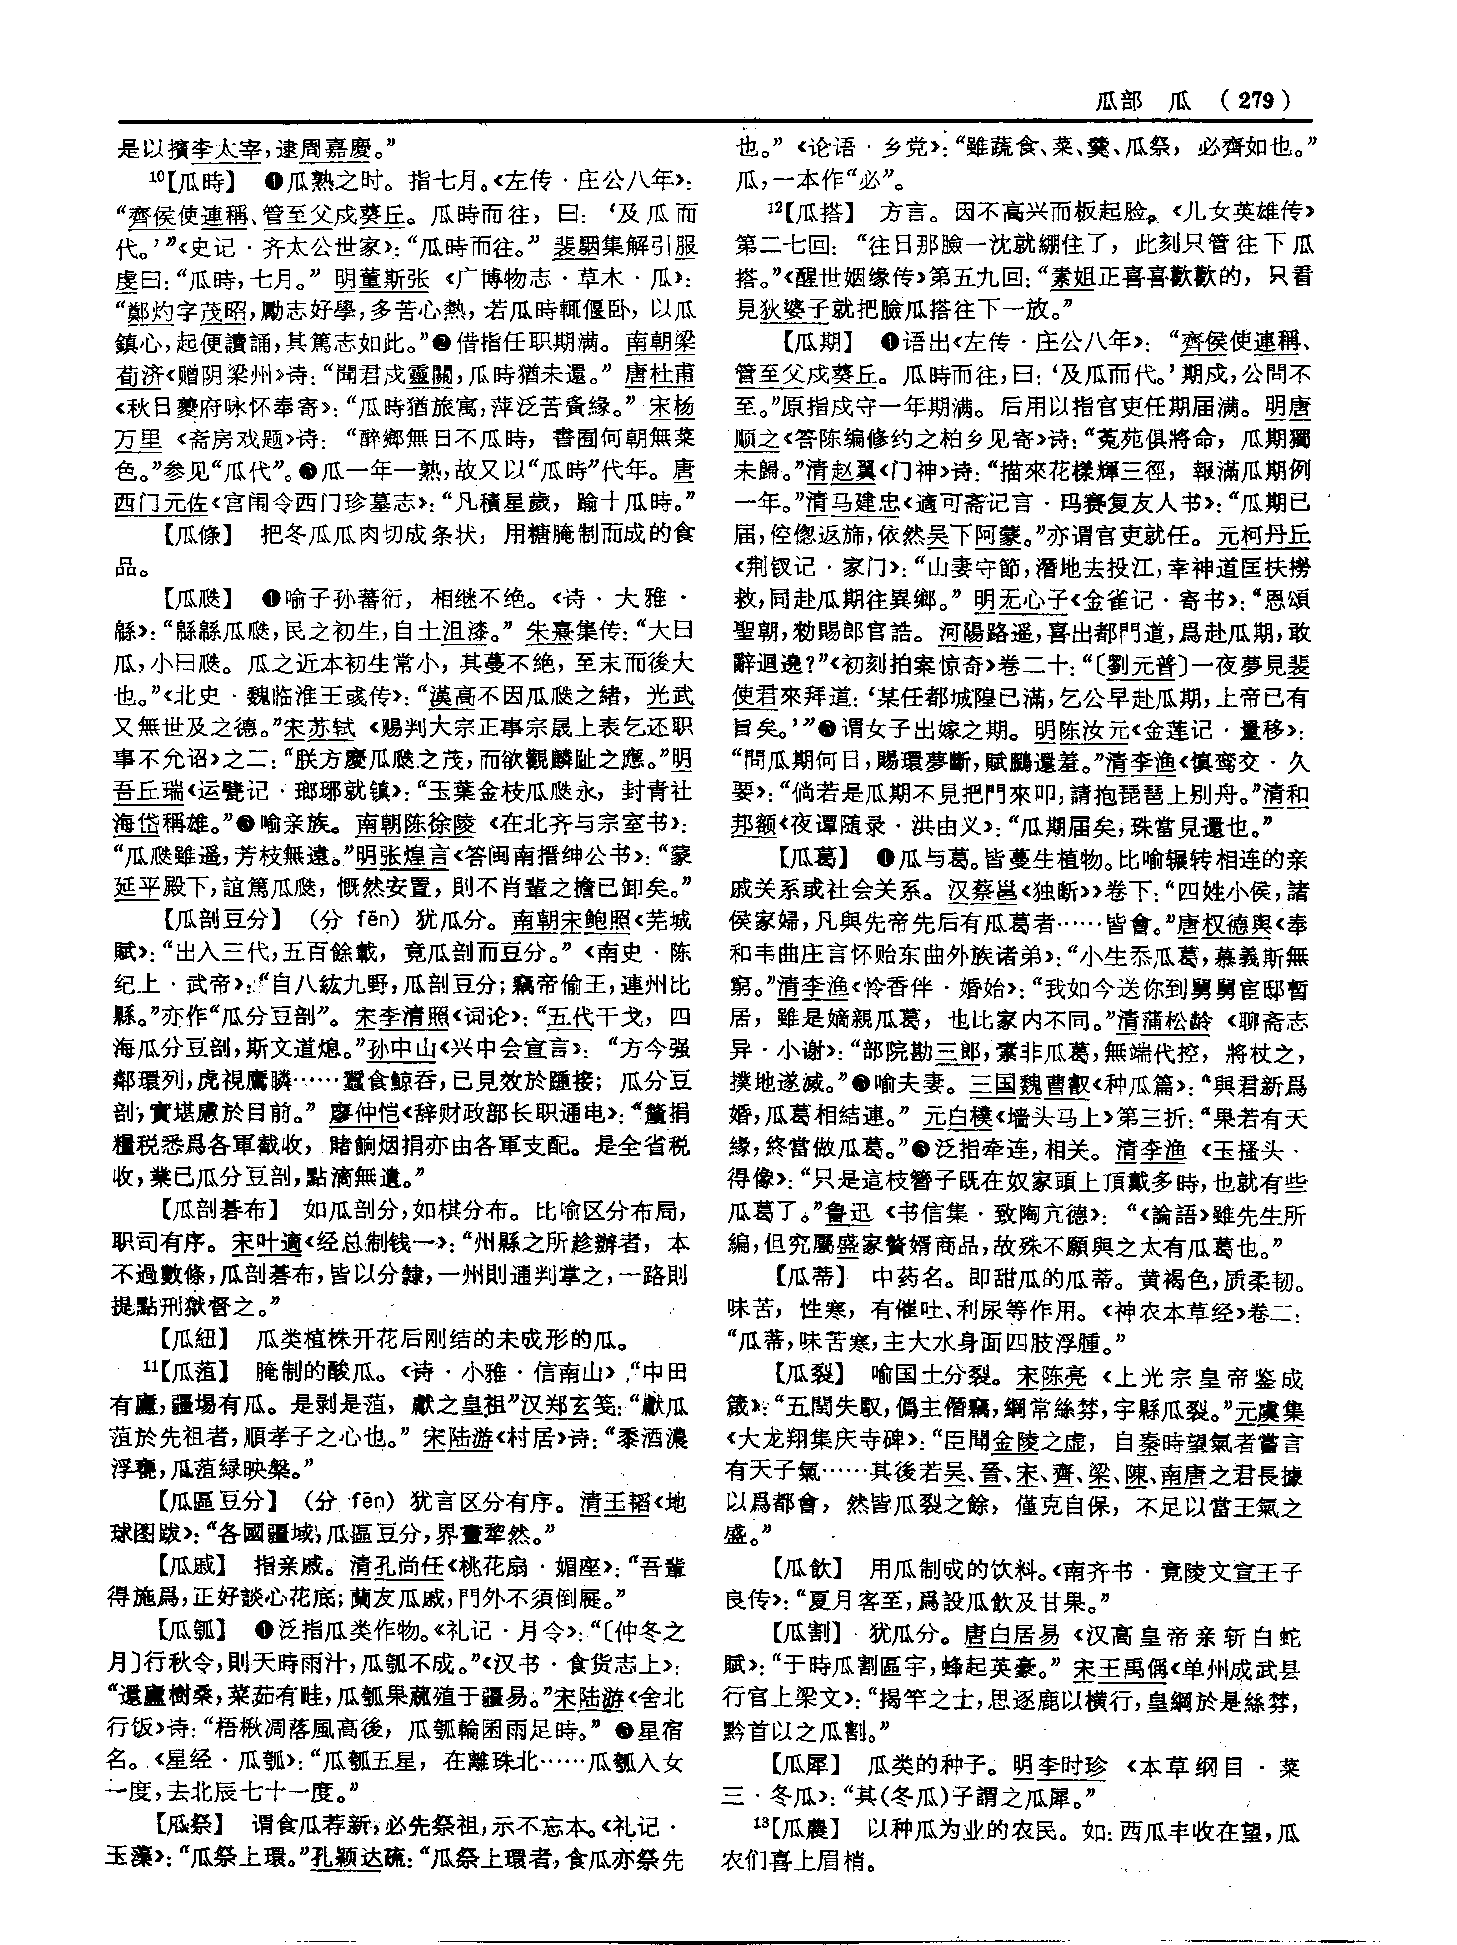 瓜部　瓜　（279）
是以擯李太宰，逮周嘉慶。”
¹⁰【瓜時】　❶瓜熟之时。指七月。《左传·庄公八年》：
“齊侯使連稱、管至父戍葵丘。瓜時而往，曰：‘及瓜而
代。’”《史记·齐太公世家》：“瓜時而往。”裴駰集解引服
虔曰：“瓜時，七月。”明董斯张《广博物志·草木·瓜》：
“鄭灼字茂昭，勵志好學，多苦心熱，若瓜時輒偃卧，以瓜
鎮心，起便讀誦，其篤志如此。”❷借指任职期满。南朝梁
荀济《赠阴梁州》诗：“聞君戍靈關，瓜時猶未還。”唐杜甫
《秋日夔府咏怀奉寄》：“瓜時猶旅寓，萍泛苦夤緣。”宋杨
万里《斋房戏题》诗：“醉鄉無日不瓜時，書囿何朝無菜
色。”参见“瓜代”。❸瓜一年一熟，故又以“瓜時”代年。唐
西门元佐《宫闱令西门珍墓志》：“凡積星歲，踰十瓜時。”
【瓜條】　把冬瓜瓜肉切成条状，用糖腌制而成的食
品。
【瓜瓞】　❶喻子孙蕃衍，相继不绝。《诗·大雅·
緜》：“緜緜瓜瓞，民之初生，自土沮漆。”朱熹集传：“大曰
瓜，小曰瓞。瓜之近本初生常小，其蔓不绝，至末而後大
也。”《北史·魏临淮王彧传》：“漢高不因瓜瓞之緒，光武
又無世及之德。”宋苏轼《赐判大宗正事宗晟上表乞还职
事不允诏》之二：“朕方慶瓜瓞之茂，而欲觀麟趾之應。”明
吾丘瑞《运甓记·瑯琊就镇》：“玉葉金枝瓜瓞永，封青社
海岱稱雄。”❷喻亲族。南朝陈徐陵《在北齐与宗室书》：
“瓜瓞雖遥，芳枝無遠。”明张煌言《答闽南搢绅公书》：“蒙
延平殿下，誼篤瓜瓞，慨然安置，則不肖輩之擔已卸矣。”
【瓜剖豆分】　（分 fēn）犹瓜分。南朝宋鲍照《芜城
賦》：“出入三代，五百餘載，竟瓜剖而豆分。”《南史·陈
纪上·武帝》：“自八紘九野，瓜剖豆分；竊帝偷王，連州比
縣。”亦作“瓜分豆剖”。宋李清照《词论》：“五代干戈，四
海瓜分豆剖，斯文道熄。”孙中山《兴中会宣言》：“方今强
鄰環列，虎視鷹瞵……蠶食鲸吞，已見效於踵接；瓜分豆
剖，實堪慮於目前。”廖仲恺《辞财政部长职通电》：“釐捐
糧税悉爲各軍截收，賭餉烟捐亦由各軍支配。是全省税
收，業已瓜分豆剖，點滴無遺。”
【瓜剖棊布】　如瓜剖分，如棋分布。比喻区分布局，
职司有序。宋叶適《经总制钱一》：“州縣之所趁辦者，本
不過數條，瓜剖棊布，皆以分隸，一州則通判掌之，一路則
提點刑獄督之。”
【瓜紐】　瓜类植株开花后刚结的未成形的瓜。
¹¹【瓜菹】　腌制的酸瓜。《诗·小雅·信南山》：“中田
有廬，疆埸有瓜。是剥是菹，獻之皇祖”汉郑玄笺：“獻瓜
菹於先祖者，順孝子之心也。”宋陆游《村居》诗：“黍酒濃
浮甕，瓜菹緑映槃。”
【瓜區豆分】　（分 fēn）犹言区分有序。清王韬《地
球图跋》：“各國疆域，瓜區豆分，界畫犂然。”
【瓜戚】　指亲戚。清孔尚任《桃花扇·媚座》：“吾輩
得施爲，正好談心花底；蘭友瓜戚，門外不須倒屣。”
【瓜瓠】　❶泛指瓜类作物。《礼记·月令》：“〔仲冬之
月〕行秋令，則天時雨汁，瓜瓠不成。”《汉书·食货志上》：
“還廬樹桑，菜茹有畦，瓜瓠果蓏殖于疆易。”宋陆游《舍北
行饭》诗：“梧楸凋落風高後，瓜瓠輪囷雨足時。”❷星宿
名。《星经·瓜瓠》：“瓜瓠五星，在離珠北……瓜瓠入女
一度，去北辰七十一度。”
【瓜祭】　谓食瓜荐新，必先祭祖，示不忘本。《礼记·
玉藻》：“瓜祭上環。”孔颖达疏：“瓜祭上環者，食瓜亦祭先
也。”《论语·乡党》：“雖蔬食、菜、羹、瓜祭，必齊如也。”
瓜，一本作“必”。
¹²【瓜搭】　方言。因不高兴而板起脸。《儿女英雄传》
第二七回：“往日那臉一沈就綳住了，此刻只管往下瓜
搭。”《醒世姻缘传》第五九回：“素姐正喜喜歡歡的，只看
見狄婆子就把臉瓜搭往下一放。”
【瓜期】　❶语出《左传·庄公八年》：“齊侯使連稱、
管至父戍葵丘。瓜時而往，曰：‘及瓜而代。’期戍，公問不
至。”原指戍守一年期满。后用以指官吏任期届满。明唐
顺之《答陈编修约之柏乡见寄》诗：“菟苑俱將命，瓜期獨
未歸。”清赵翼《门神》诗：“描來花樣輝三徑，報滿瓜期例
一年。”清马建忠《適可斋记言·玛赛复友人书》：“瓜期已
届，倥偬返旆，依然吴下阿蒙。”亦谓官吏就任。元柯丹丘
《荆钗记·家门》：“山妻守節，潛地去投江，幸神道匡扶撈
救，同赴瓜期往異鄉。”明无心子《金雀记·寄书》：“恩頒
聖朝，勑賜郎官誥。河陽路遥，喜出都門道，爲赴瓜期，敢
辭迴遶？”《初刻拍案惊奇》卷二十：“〔劉元普〕一夜夢見裴
使君來拜道：‘某任都城隍已滿，乞公早赴瓜期，上帝已有
旨矣。’”❷谓女子出嫁之期。明陈汝元《金莲记·量移》：
“問瓜期何日，賜環夢斷，賦鵩還羞。”清李渔《慎鸾交·久
要》：“倘若是瓜期不見把門來叩，請抱琵琶上别舟。”清和
邦额《夜谭随录·洪由义》：“瓜期届矣，珠當見還也。”
【瓜葛】　❶瓜与葛。皆蔓生植物。比喻辗转相连的亲
戚关系或社会关系。汉蔡邕《独断》卷下：“四姓小侯，諸
侯家婦，凡與先帝先后有瓜葛者……皆會。”唐权德舆《奉
和韦曲庄言怀贻东曲外族诸弟》：“小生忝瓜葛，慕義斯無
窮。”清李渔《怜香伴·婚始》：“我如今送你到舅舅宦邸暫
居，雖是嫡親瓜葛，也比家内不同。”清蒲松龄《聊斋志
异·小谢》：“部院勘三郎，素非瓜葛，無端代控，將杖之，
撲地遂滅。”❷喻夫妻。三国魏曹叡《种瓜篇》：“與君新爲
婚，瓜葛相結連。”元白樸《墙头马上》第三折：“果若有天
緣，終當做瓜葛。”❸泛指牵连，相关。清李渔《玉搔头·
得像》：“只是這枝簪子既在奴家頭上頂戴多時，也就有些
瓜葛了。”鲁迅《书信集·致陶亢德》：“《論語》雖先生所
編，但究屬盛家贅婿商品，故殊不願與之太有瓜葛也。”
【瓜蒂】　中药名。即甜瓜的瓜蒂。黄褐色，质柔韧。
味苦，性寒，有催吐、利尿等作用。《神农本草经》卷二：
“瓜蒂，味苦寒，主大水身面四肢浮腫。”
【瓜裂】　喻国土分裂。宋陈亮《上光宗皇帝鉴成
箴》：“五閏失馭，僞主僭竊，綱常絲棼，宇縣瓜裂。”元虞集
《大龙翔集庆寺碑》：“臣聞金陵之虚，自秦時望氣者嘗言
有天子氣……其後若吴、晉、宋、齊、梁、陳、南唐之君長據
以爲都會，然皆瓜裂之餘，僅克自保，不足以當王氣之
盛。”
【瓜飲】　用瓜制成的饮料。《南齐书·竟陵文宣王子
良传》：“夏月客至，爲設瓜飲及甘果。”
【瓜割】　犹瓜分。唐白居易《汉高皇帝亲斩白蛇
賦》：“于時瓜割區宇，蜂起英豪。”宋王禹偁《单州成武县
行官上梁文》：“揭竿之士，思逐鹿以横行，皇綱於是絲棼，
黔首以之瓜割。”
【瓜犀】　瓜类的种子。明李时珍《本草纲目·菜
三·冬瓜》：“其（冬瓜）子謂之瓜犀。”
¹³【瓜農】　以种瓜为业的农民。如：西瓜丰收在望，瓜
农们喜上眉梢。